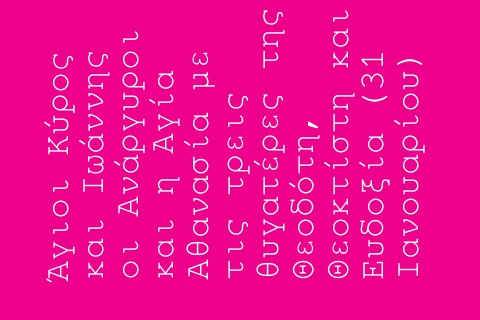 Άγιοι Κύρος
και Ιωάννης
οι Ανάργυροι
και η Αγία
Αθανασία με
τις τρεις
θυγατέρες της
Θεοδότη,
Θεοκτίστη και
Ευδοξία (31
Ιανουαρίου)